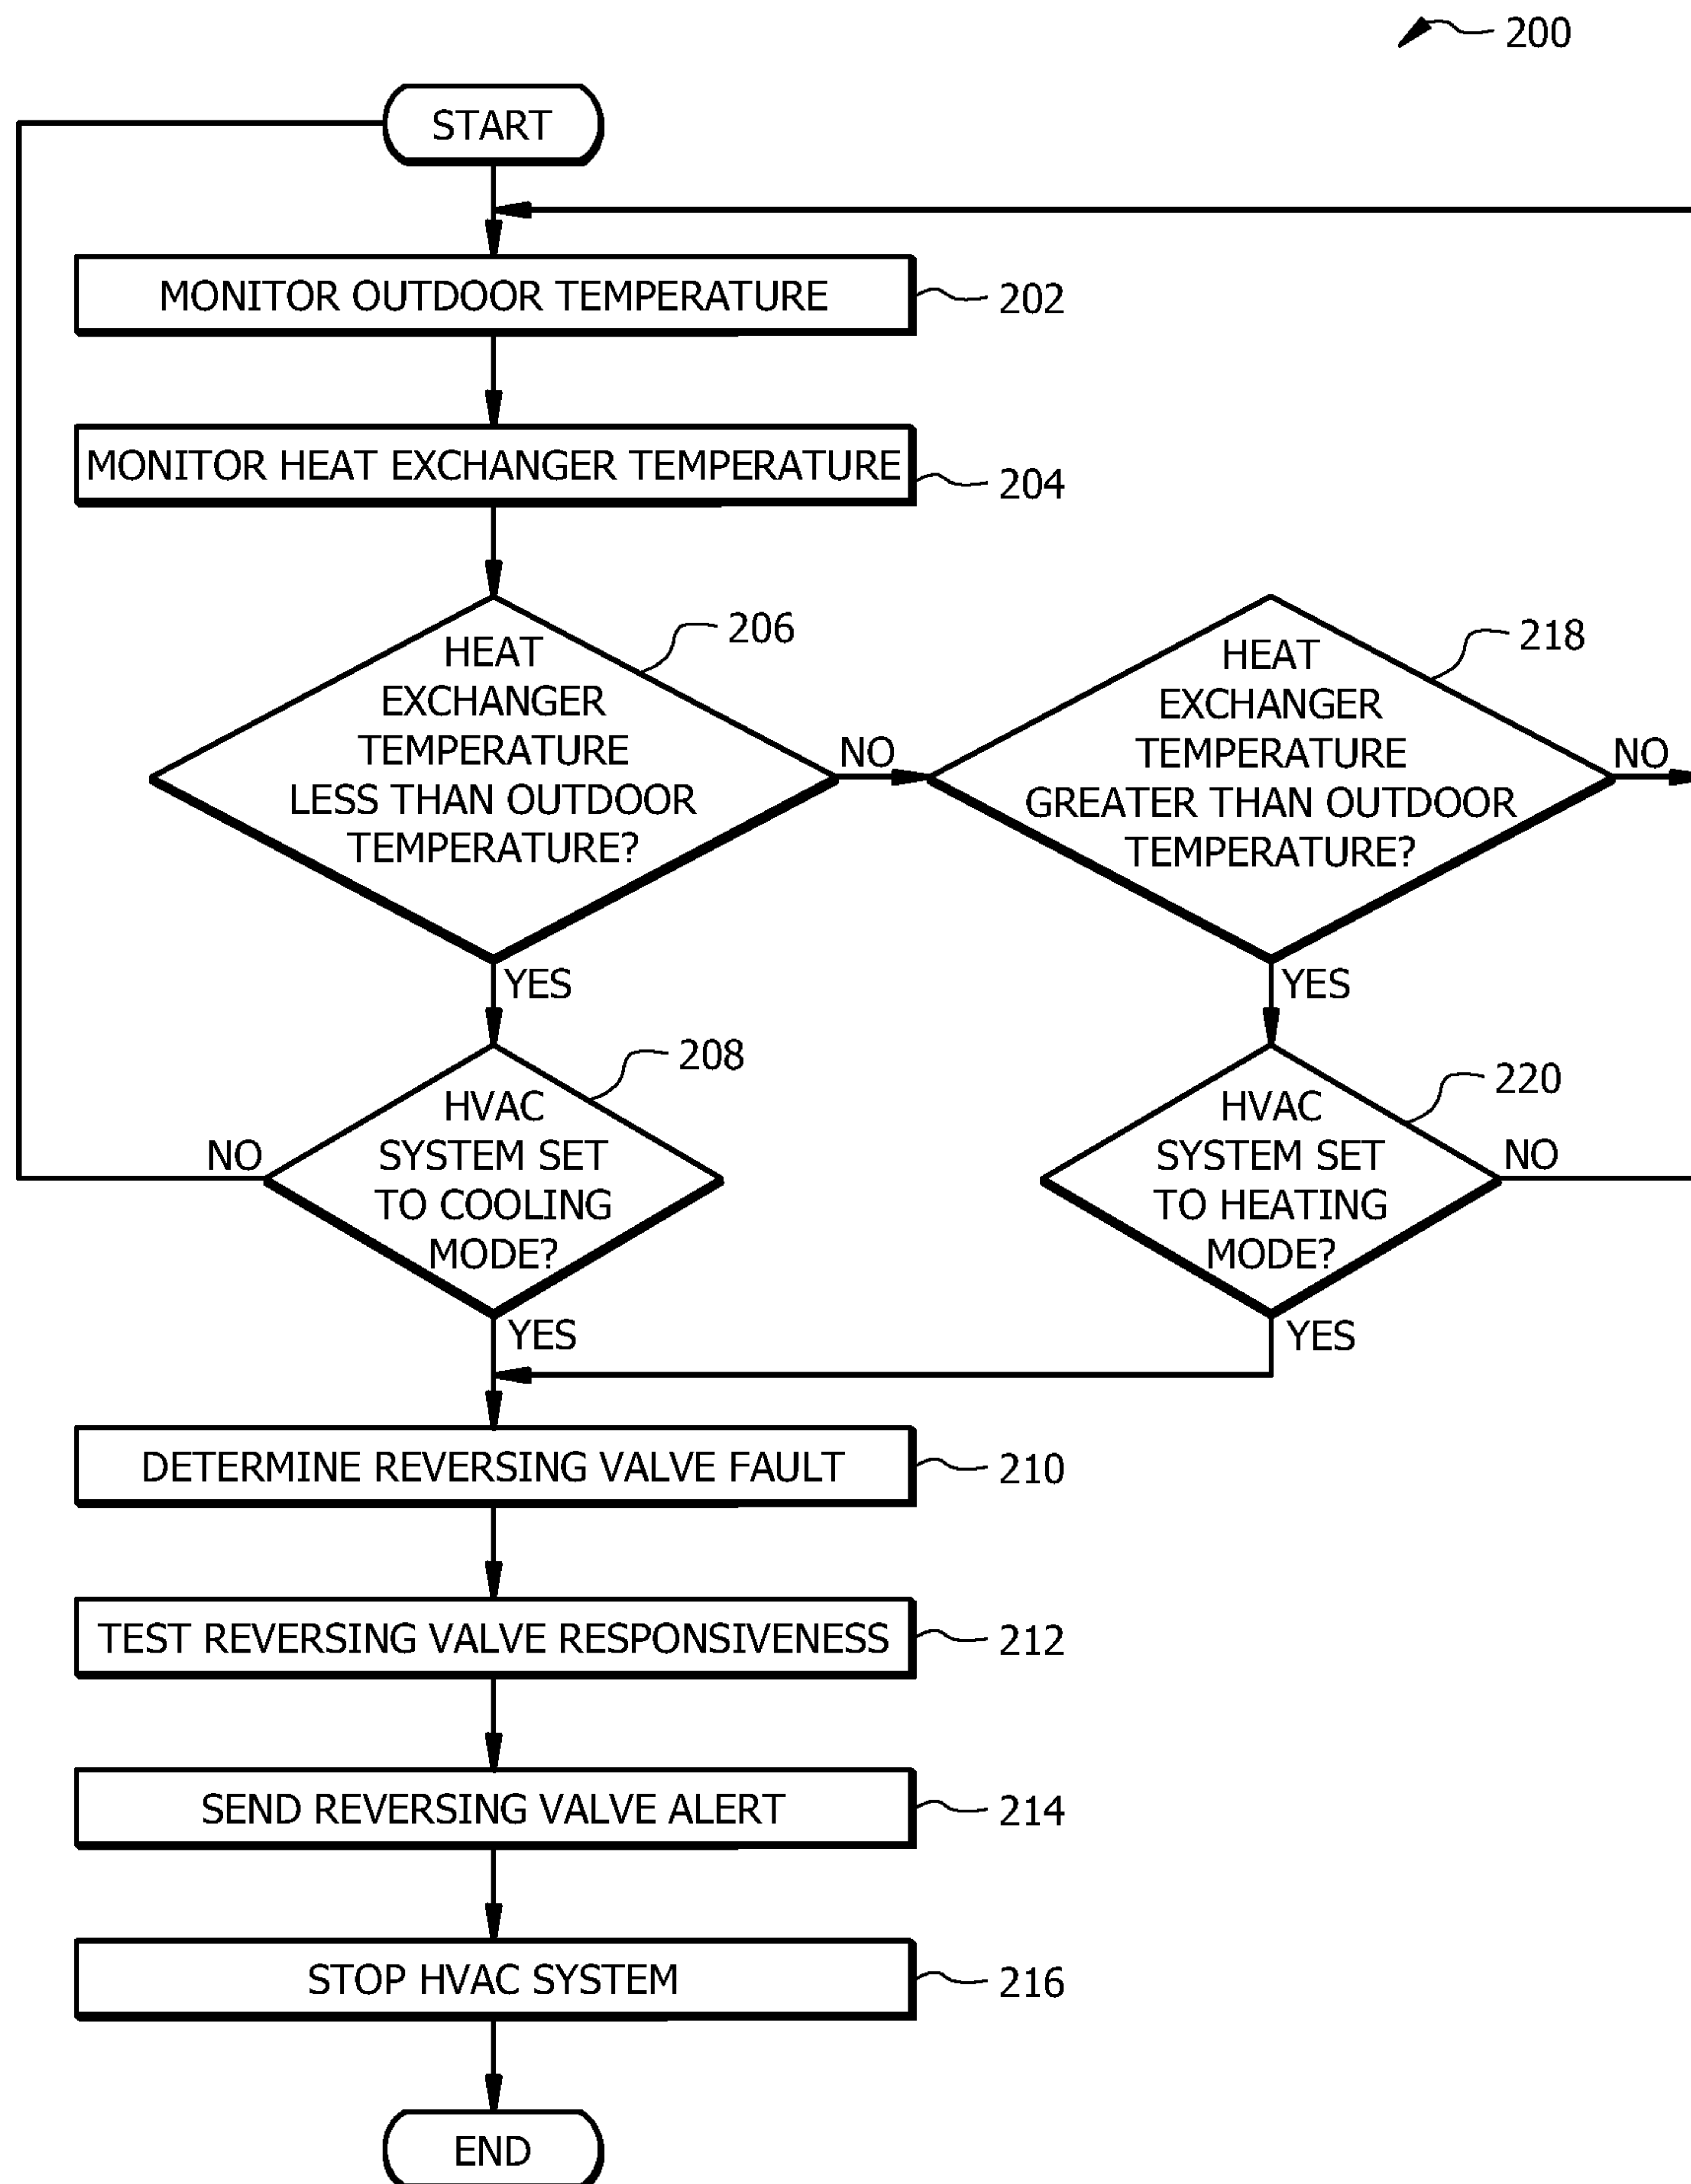 200
START
MONITOR OUTDOOR TEMPERATURE
202
MONITOR HEAT EXCHANGER TEMPERATURE
204
206
HEAT
EXCHANGER
TEMPERATURE
LESS THAN OUTDOOR
TEMPERATURE?
NO
YES
218
HEAT
EXCHANGER
TEMPERATURE
GREATER THAN OUTDOOR
TEMPERATURE?
NO
YES
208
HVAC
SYSTEM SET
TO COOLING
MODE?
NO
YES
220
HVAC
SYSTEM SET
TO HEATING
MODE?
NO
YES
DETERMINE REVERSING VALVE FAULT
210
TEST REVERSING VALVE RESPONSIVENESS
212
SEND REVERSING VALVE ALERT
214
STOP HVAC SYSTEM
216
END